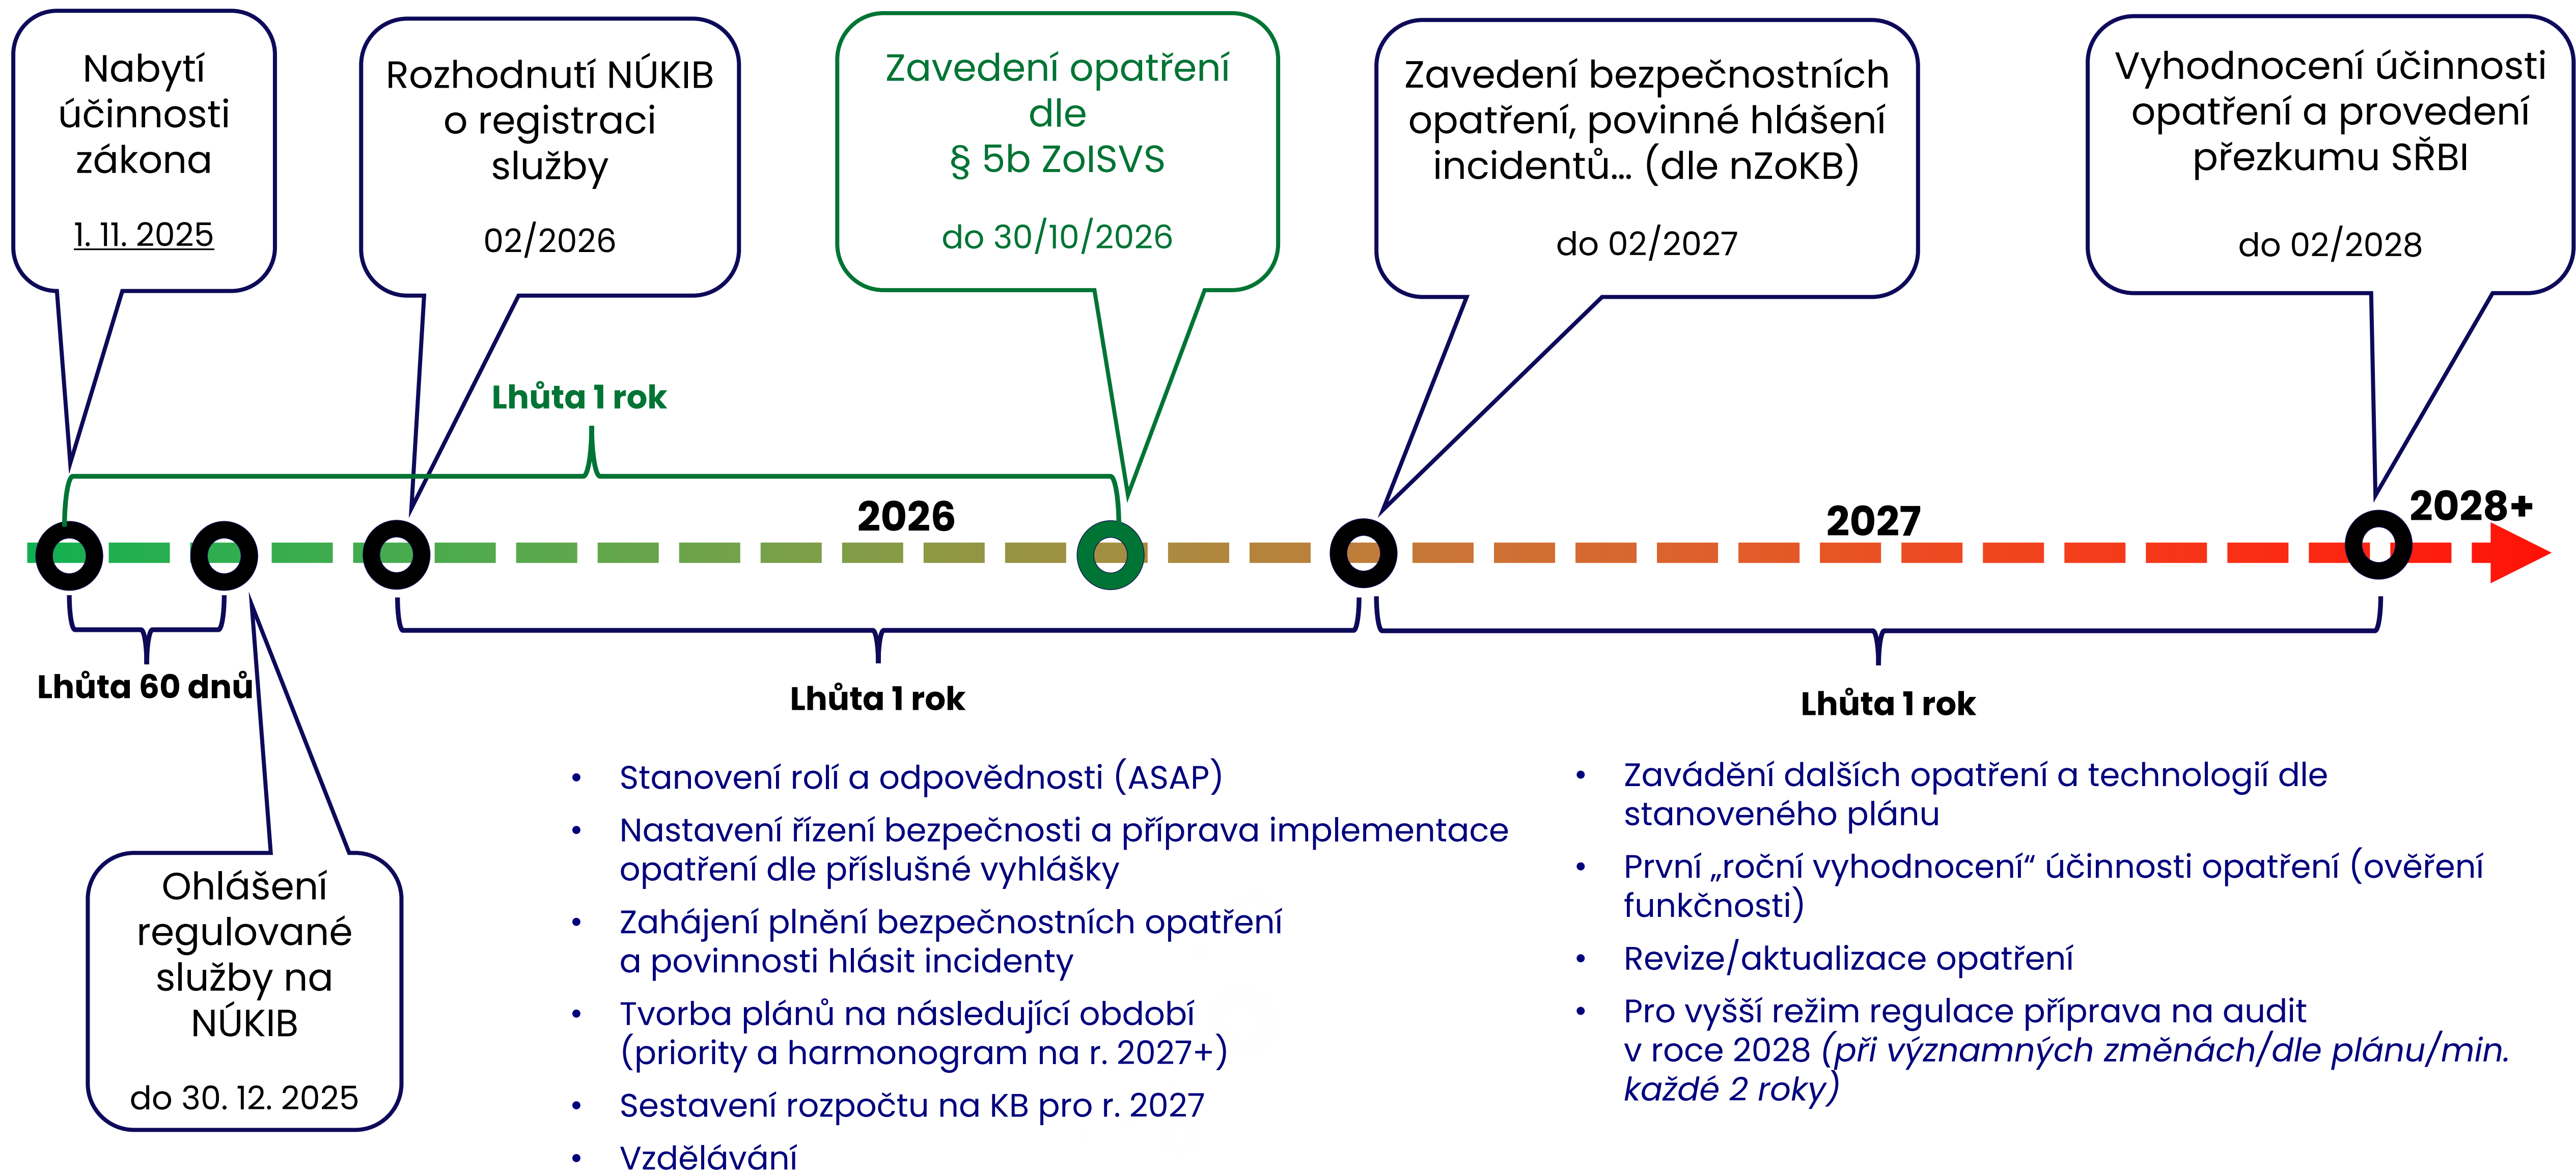 Nabytí
účinnosti
zákona
1. 11. 2025
Rozhodnutí NÚKIB
o registraci
služby
02/2026
Zavedení opatření
dle
§ 5b ZoISVS
do 30/10/2026
Zavedení bezpečnostních
opatření, povinné hlášení
incidentů… (dle nZoKB)
do 02/2027
Vyhodnocení účinnosti
opatření a provedení
přezkumu SŘBI
do 02/2028
Lhůta 1 rok
2026
2027
2028+
Lhůta 60 dnů
Lhůta 1 rok
Lhůta 1 rok
Ohlášení
regulované
služby na
NÚKIB
do 30. 12. 2025
• Stanovení rolí a odpovědnosti (ASAP)
• Nastavení řízení bezpečnosti a příprava implementace
opatření dle příslušné vyhlášky
• Zahájení plnění bezpečnostních opatření
a povinnosti hlásit incidenty
• Tvorba plánů na následující období
(priority a harmonogram na r. 2027+)
• Sestavení rozpočtu na KB pro r. 2027
• Vzdělávání
• Zavádění dalších opatření a technologií dle
stanoveného plánu
• První „roční vyhodnocení“ účinnosti opatření (ověření
funkčnosti)
• Revize/aktualizace opatření
• Pro vyšší režim regulace příprava na audit
v roce 2028 (při významných změnách/dle plánu/min.
každé 2 roky)